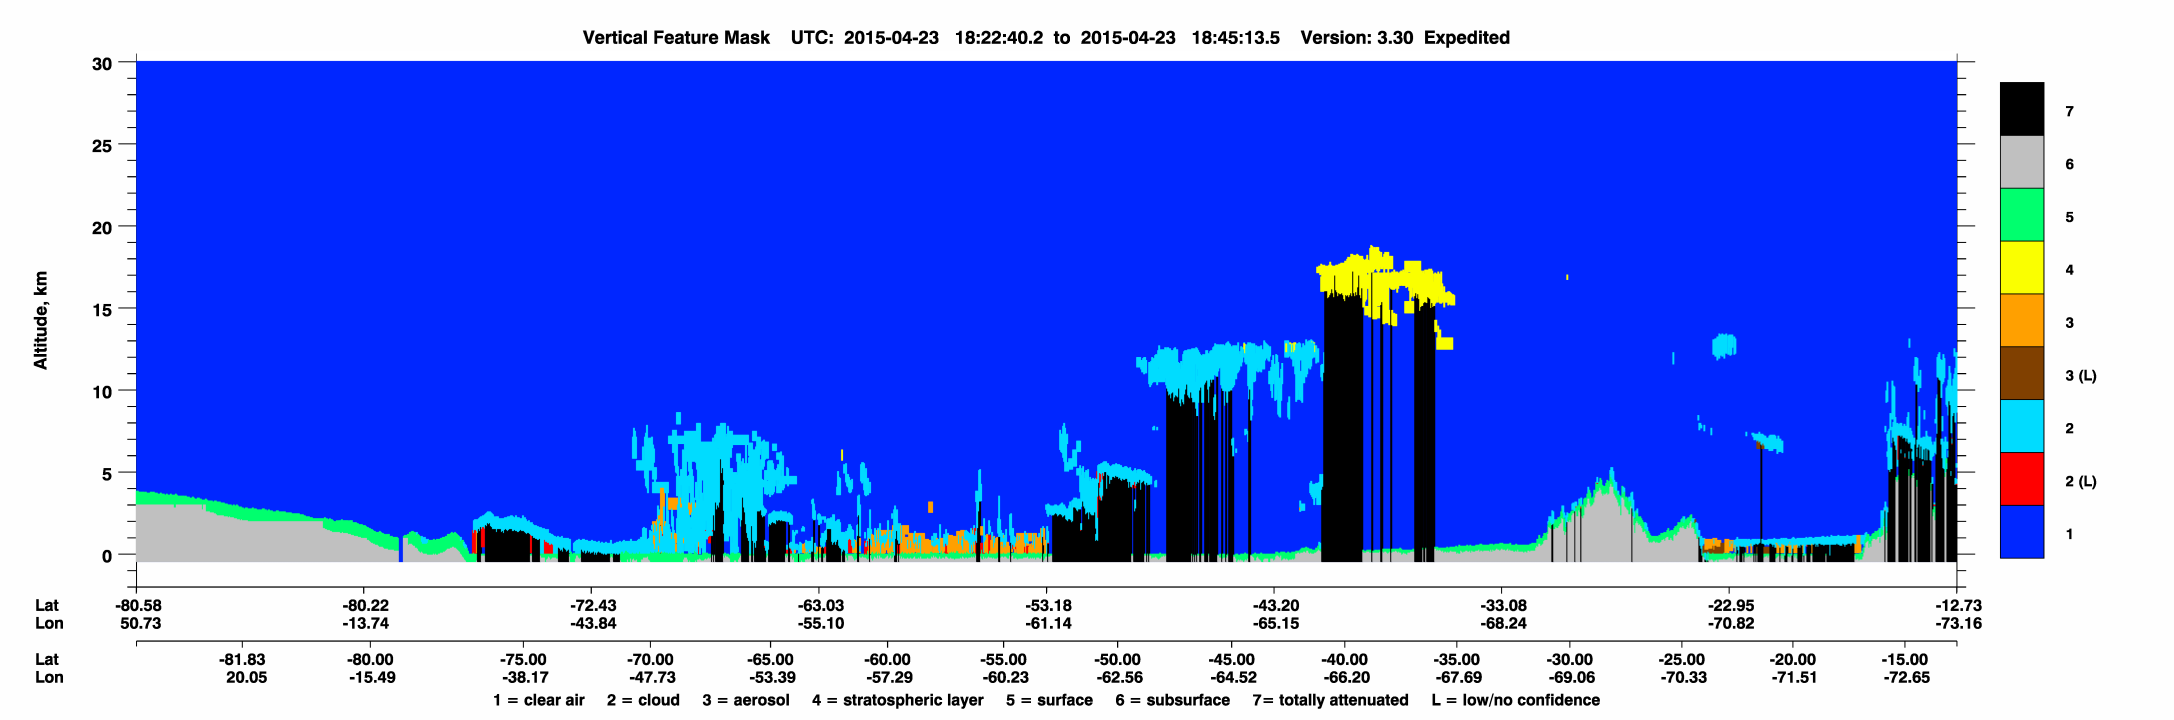 Vertical Feature Mask UTC: 2015-04-23 18:22:40.2 to 2015-04-23 18:45:13.5 Version: 3.30 Expedited
30
25
20
15
10
5
0
Altitude, km
7
6
5
4
3
3 (L)
2
2 (L)
1
Lat -80.58 -80.22 -72.43 -63.03 -53.18 -43.20 -33.08 -22.95 -12.73
Lon 50.73 -13.74 -43.84 -55.10 -61.14 -65.15 -68.24 -70.82 -73.16
Lat -81.83 -80.00 -75.00 -70.00 -65.00 -60.00 -55.00 -50.00 -45.00 -40.00 -35.00 -30.00 -25.00 -20.00 -15.00
Lon 20.05 -15.49 -38.17 -47.73 -53.39 -57.29 -60.23 -62.56 -64.52 -66.20 -67.69 -69.06 -70.33 -71.51 -72.65
1 = clear air 2 = cloud 3 = aerosol 4 = stratospheric layer 5 = surface 6 = subsurface 7= totally attenuated L = low/no confidence